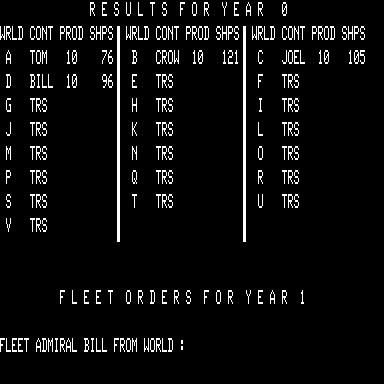 RESULTS FOR YEAR 0
WRLD CONT PROD SHPS WRLD CONT PROD SHPS WRLD CONT PROD SHPS
A TOM 10 76 B CROW 10 121 C JOEL 10 105
D BILL 10 96 E TRS F TRS
G TRS H TRS I TRS
J TRS K TRS L TRS
M TRS N TRS O TRS
P TRS Q TRS R TRS
S TRS T TRS U TRS
V TRS
FLEET ORDERS FOR YEAR 1
FLEET ADMIRAL BILL FROM WORLD :